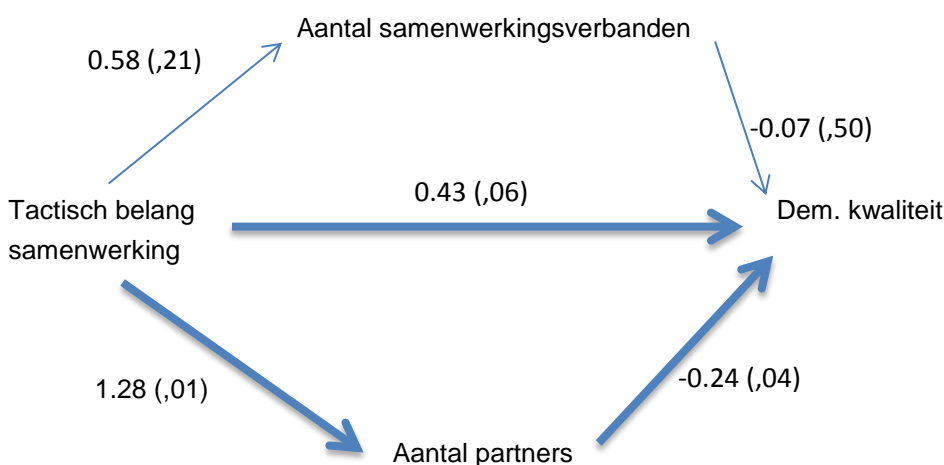 Aantal samenwerkingsverbanden
0.58 (,21)
-0.07 (,50)
0.43 (,06)
Tactisch belang
samenwerking
Dem. kwaliteit
1.28 (,01)
-0.24 (,04)
Aantal partners